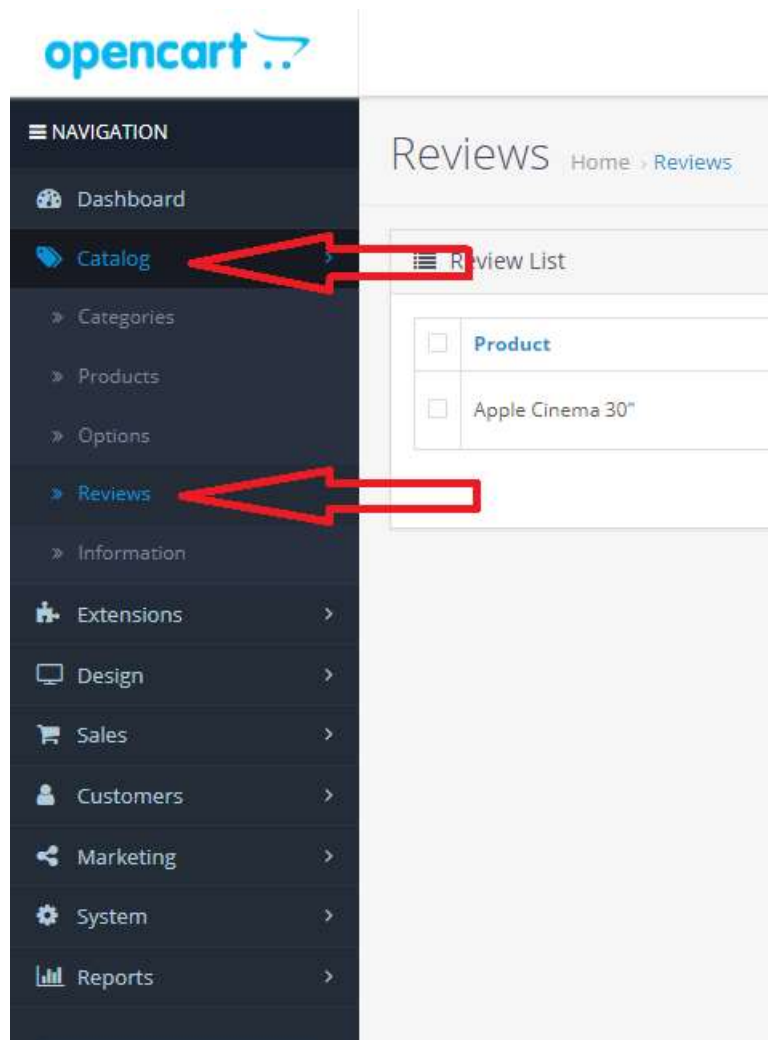 opencart
NAVIGATION
Dashboard
Catalog
Categories
Products
Options
Reviews
Information
Extensions
Design
Sales
Customers
Marketing
System
Reports
Reviews Home › Reviews
Review List
Product
Apple Cinema 30"